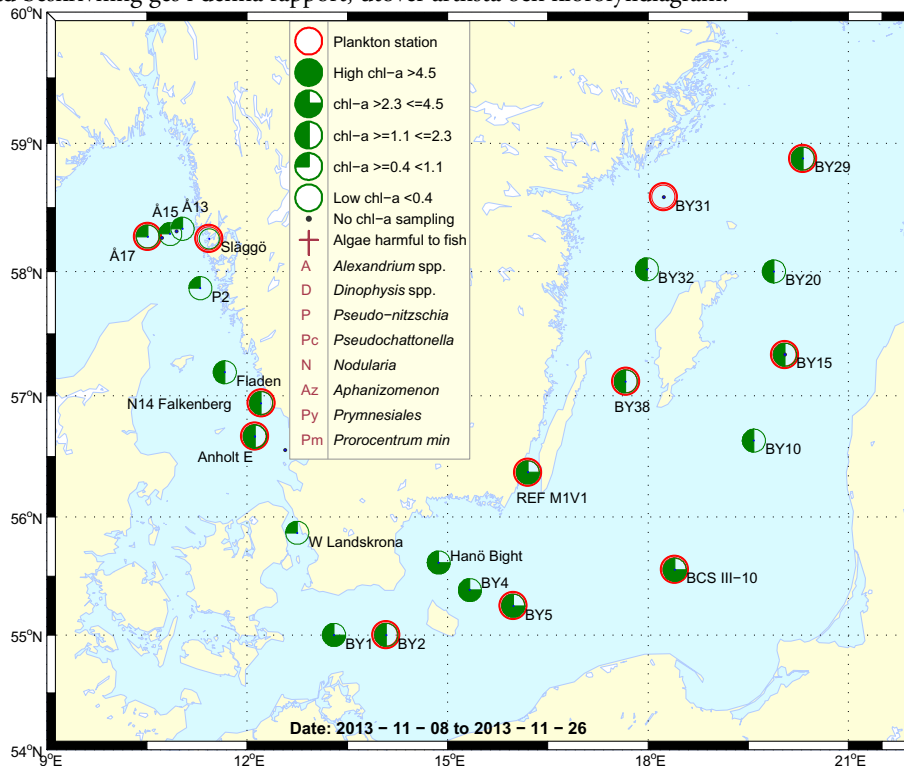 60°N
59°N
58°N
57°N
56°N
55°N
54°N
9°E
12°E
15°E
18°E
21°E
Plankton station
High chl−a >4.5
chl−a >2.3 <=4.5
chl−a >=1.1 <=2.3
chl−a >=0.4 <1.1
Low chl−a <0.4
No chl−a sampling
Algae harmful to fish
A Alexandrium spp.
D Dinophysis spp.
P Pseudo−nitzschia
Pc Pseudochattonella
N Nodularia
Az Aphanizomenon
Py Prymnesiales
Pm Prorocentrum min
BY29
BY31
Å15
Å13
Å17
Släggö
P2
BY32
BY20
BY15
Fladen
N14 Falkenberg
BY38
Anholt E
BY10
REF M1V1
W Landskrona
Hanö Bight
BY4
BCS III−10
BY5
BY1
BY2
Date: 2013 − 11 − 08 to 2013 − 11 − 26